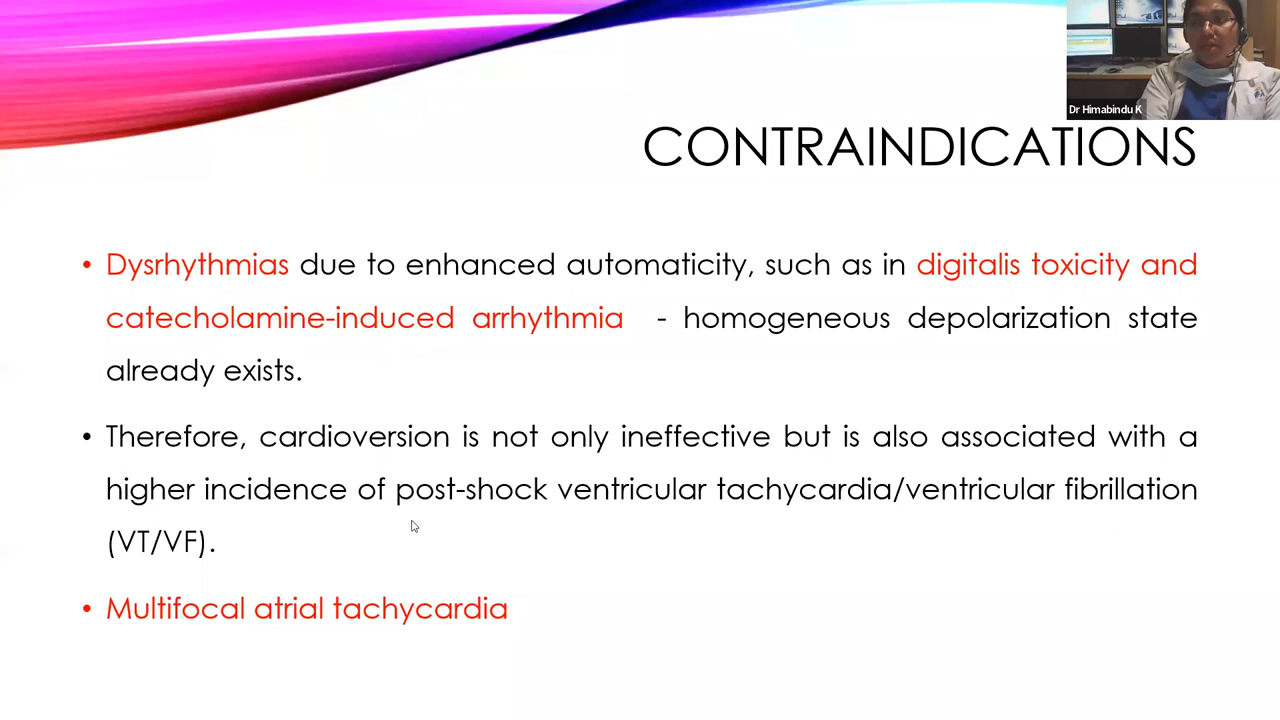 Dr Himabindu K
CONTRAINDICATIONS
• Dysrhythmias due to enhanced automaticity, such as in digitalis toxicity and
catecholamine-induced arrhythmia - homogeneous depolarization state
already exists.
• Therefore, cardioversion is not only ineffective but is also associated with a
higher incidence of post-shock ventricular tachycardia/ventricular fibrillation
(VT/VF).
• Multifocal atrial tachycardia